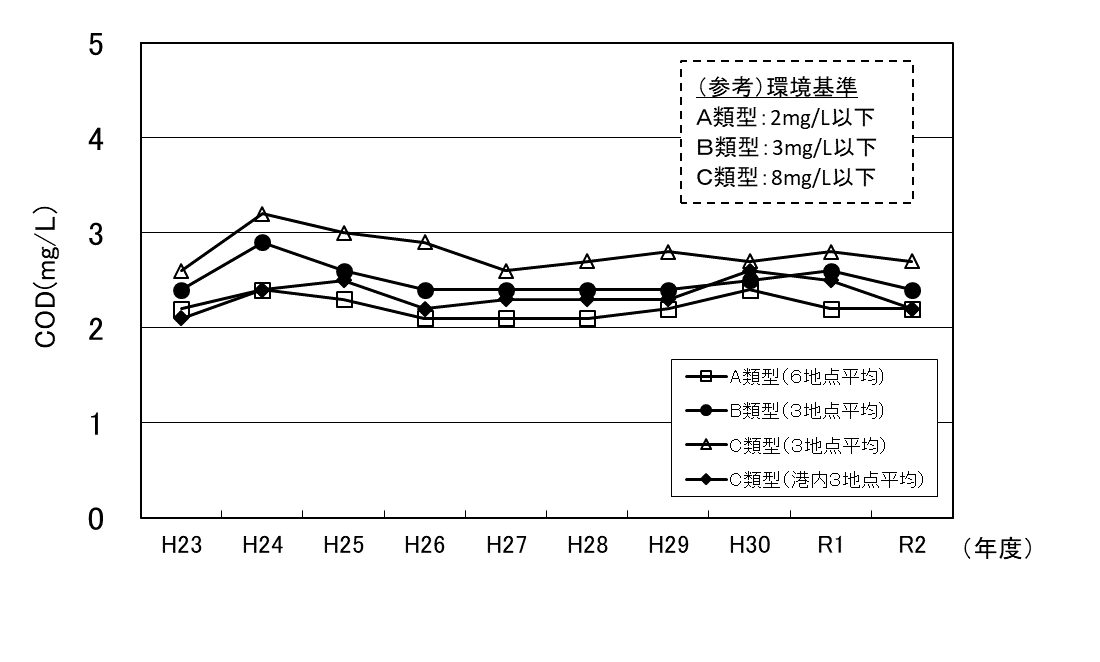 5
4
3
2
1
0
COD(mg/L)
（参考）環境基準
A類型：2mg/L以下
B類型：3mg/L以下
C類型：8mg/L以下
A類型（6地点平均）
B類型（3地点平均）
C類型（3地点平均）
C類型（港内3地点平均）
H23 H24 H25 H26 H27 H28 H29 H30 R1 R2 （年度）